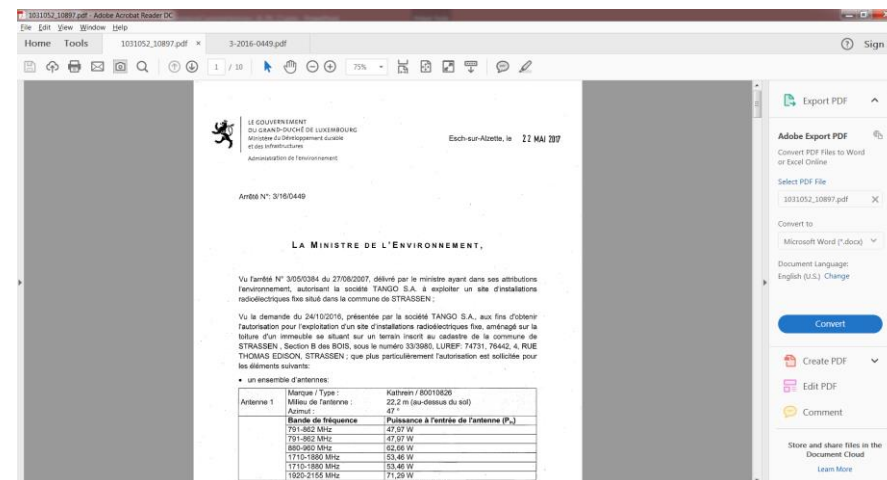 1031052_10897.pdf - Adobe Acrobat Reader DC
File Edit View Window Help
Home Tools 1031052_10897.pdf × 3-2016-0449.pdf Sign
1 / 10 75%
LE GOUVERNEMENT
DU GRAND-DUCHÉ DE LUXEMBOURG
Ministère du Développement durable
et des Infrastructures
Administration de l'environnement
Esch-sur-Alzette, le 22 MAI 2017
Arrêté N°: 3/16/0449
LA MINISTRE DE L'ENVIRONNEMENT,
Vu l'arrêté N° 3/05/0384 du 27/08/2007, délivré par le ministre ayant dans ses attributions
l'environnement, autorisant la société TANGO S.A. à exploiter un site d'installations
radioélectriques fixe situé dans la commune de STRASSEN ;
Vu la demande du 24/10/2016, présentée par la société TANGO S.A., aux fins d'obtenir
l'autorisation pour l'exploitation d'un site d'installations radioélectriques fixe, aménagé sur la
toiture d'un immeuble se situant sur un terrain inscrit au cadastre de la commune de
STRASSEN , Section B des BOIS, sous le numéro 33/3980, LUREF: 74731, 76442, 4, RUE
THOMAS EDISON, STRASSEN ; que plus particulièrement l'autorisation est sollicitée pour
les éléments suivants:
• un ensemble d'antennes:
Antenne 1
Marque / Type : Kathrein / 80010826
Milieu de l'antenne : 22,2 m (au-dessus du sol)
Azimut : 47 °
Bande de fréquence Puissance à l'entrée de l'antenne (Pin)
791-862 MHz 47,97 W
791-862 MHz 47,97 W
880-960 MHz 62,66 W
1710-1880 MHz 53,46 W
1710-1880 MHz 53,46 W
1920-2155 MHz 71,29 W
Export PDF
Adobe Export PDF
Convert PDF Files to Word
or Excel Online
Select PDF File
1031052_10897.pdf X
Convert to
Microsoft Word (*.docx)
Document Language:
English (U.S.) Change
Convert
Create PDF
Edit PDF
Comment
Store and share files in the
Document Cloud
Learn More